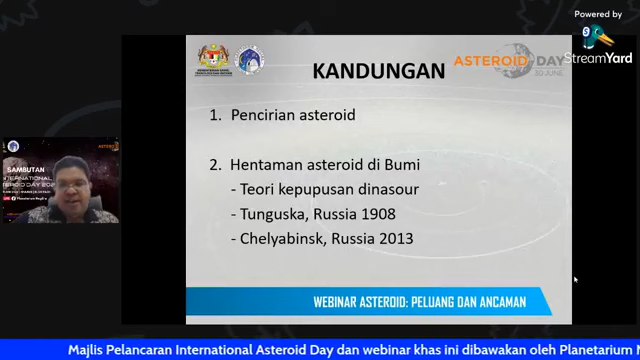 Powered by
StreamYard
ASTEROID DAY
30 JUNE
KANDUNGAN
1. Pencirian asteroid
2. Hentaman asteroid di Bumi
- Teori kepupusan dinasour
- Tunguska, Russia 1908
- Chelyabinsk, Russia 2013
WEBINAR ASTEROID: PELUANG DAN ANCAMAN
SAMBUTAN
Majlis Pelancaran International Asteroid Day dan webinar khas ini dibawakan oleh Planetarium